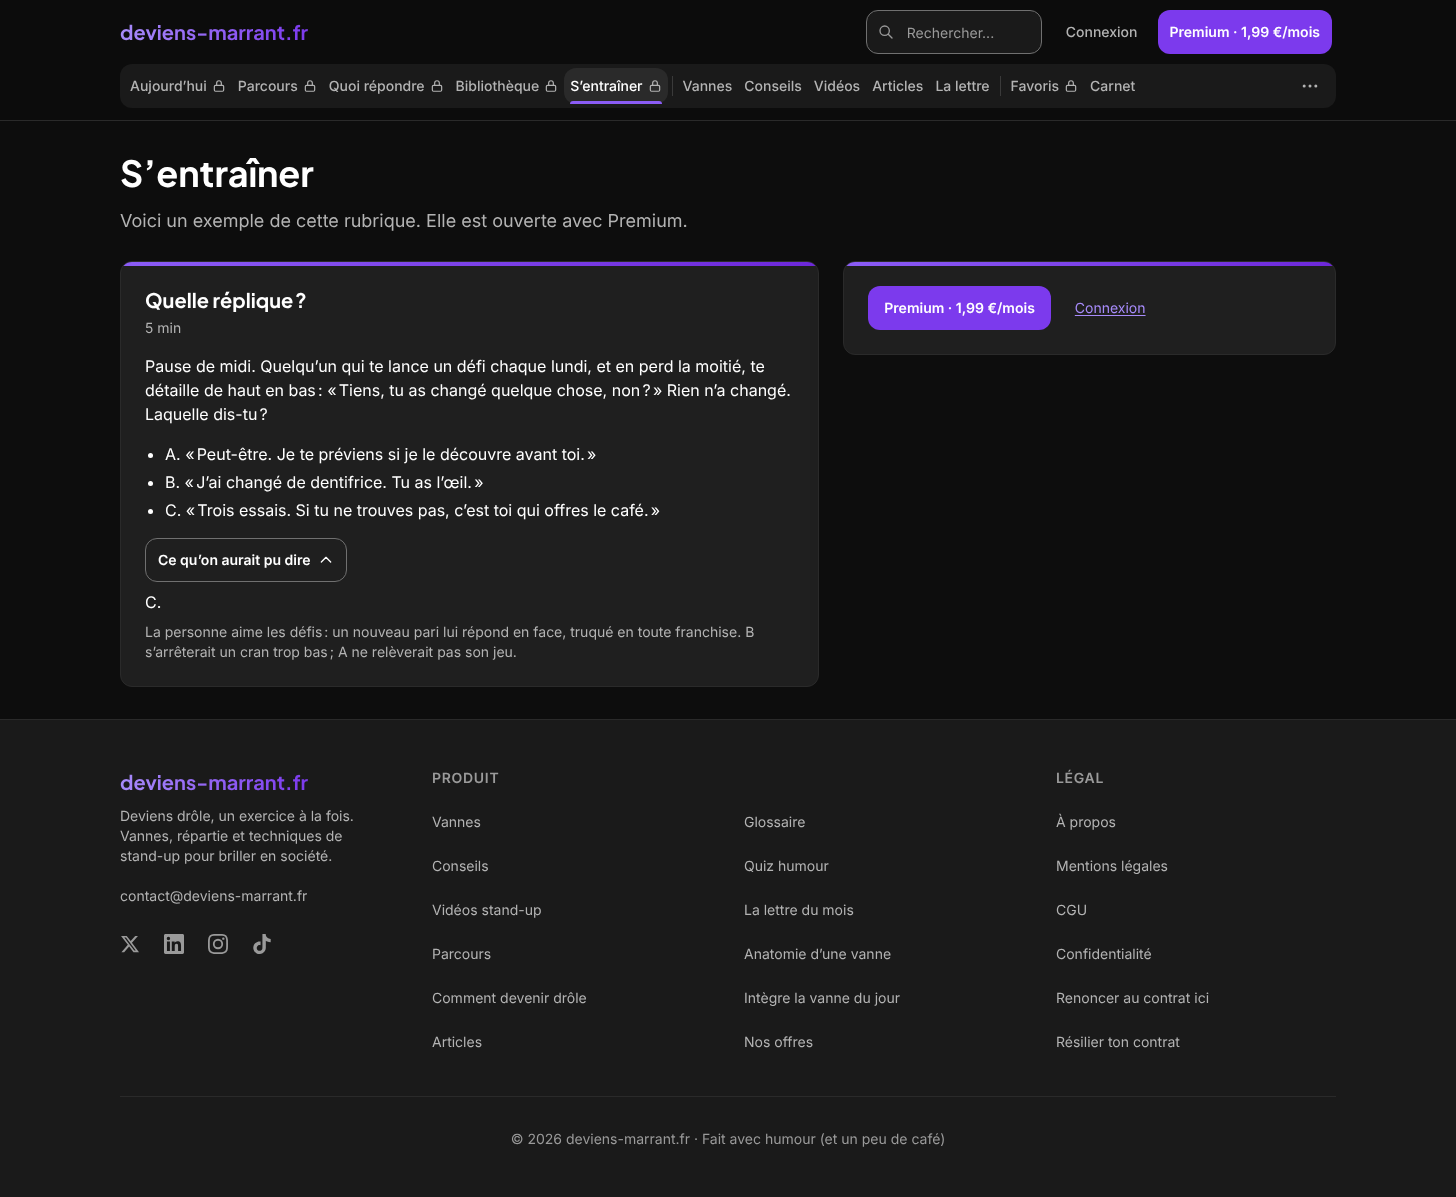 deviens-marrant.fr
Rechercher...
Connexion
Premium · 1,99 €/mois
Aujourd’hui
Parcours
Quoi répondre
Bibliothèque
S’entraîner
Vannes
Conseils
Vidéos
Articles
La lettre
Favoris
Carnet
S’entraîner
Voici un exemple de cette rubrique. Elle est ouverte avec Premium.
Quelle réplique ?
5 min
Pause de midi. Quelqu’un qui te lance un défi chaque lundi, et en perd la moitié, te
détaille de haut en bas : « Tiens, tu as changé quelque chose, non ? » Rien n’a changé.
Laquelle dis-tu ?
• A. « Peut-être. Je te préviens si je le découvre avant toi. »
• B. « J’ai changé de dentifrice. Tu as l’œil. »
• C. « Trois essais. Si tu ne trouves pas, c’est toi qui offres le café. »
Ce qu’on aurait pu dire
C.
La personne aime les défis : un nouveau pari lui répond en face, truqué en toute franchise. B
s’arrêterait un cran trop bas ; A ne relèverait pas son jeu.
Premium · 1,99 €/mois
Connexion
deviens-marrant.fr
Deviens drôle, un exercice à la fois.
Vannes, répartie et techniques de
stand-up pour briller en société.
contact@deviens-marrant.fr
PRODUIT
Vannes
Conseils
Vidéos stand-up
Parcours
Comment devenir drôle
Articles
Glossaire
Quiz humour
La lettre du mois
Anatomie d’une vanne
Intègre la vanne du jour
Nos offres
LÉGAL
À propos
Mentions légales
CGU
Confidentialité
Renoncer au contrat ici
Résilier ton contrat
© 2026 deviens-marrant.fr · Fait avec humour (et un peu de café)